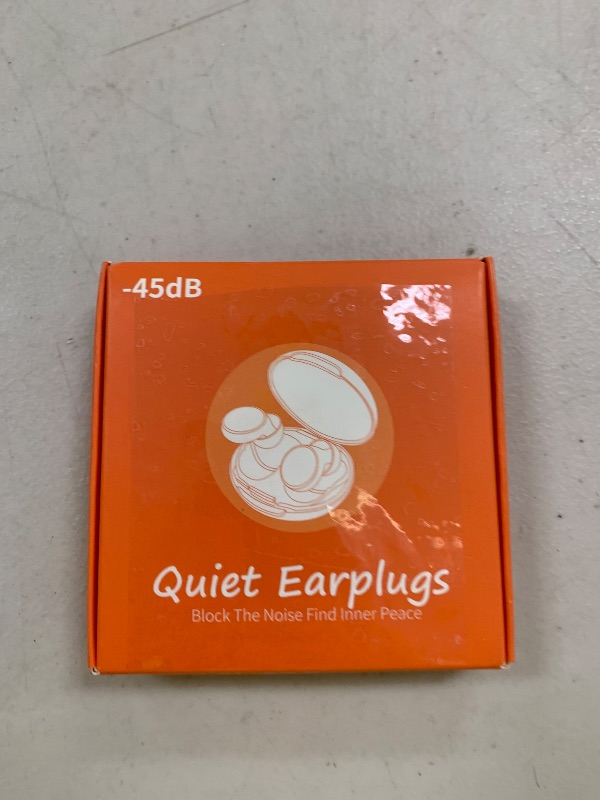 -45dB
Quiet Earplugs
Block The Noise Find Inner Peace